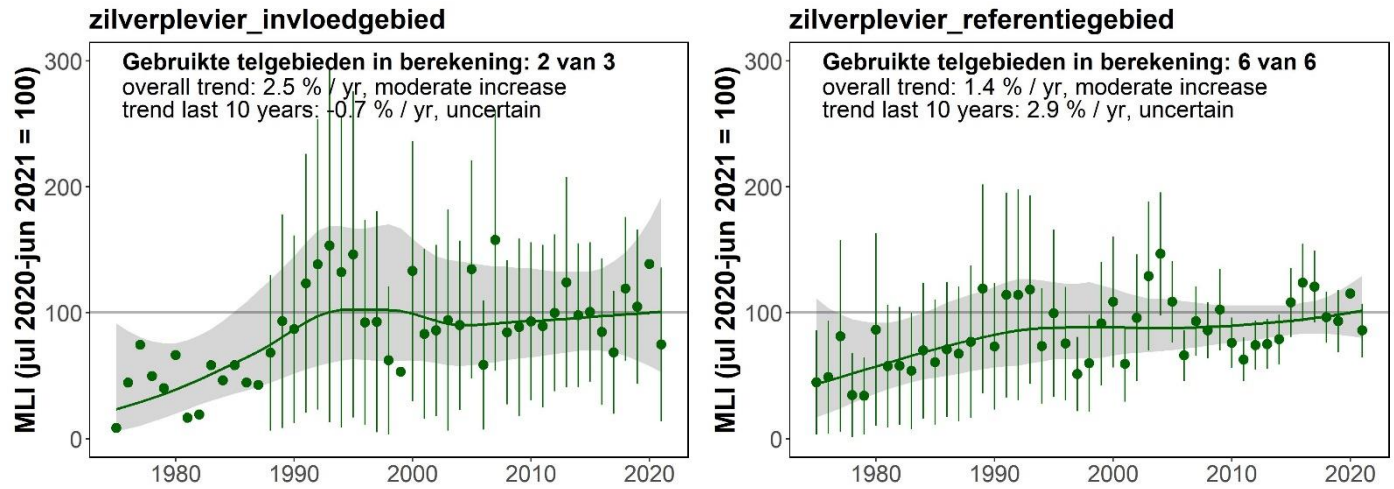 zilverplevier_invloedgebied
Gebruikte telgebieden in berekening: 2 van 3
overall trend: 2.5 % / yr, moderate increase
trend last 10 years: -0.7 % / yr, uncertain
MLI (jul 2020-jun 2021 = 100)
300
200
100
0
1980
1990
2000
2010
2020
zilverplevier_referentiegebied
Gebruikte telgebieden in berekening: 6 van 6
overall trend: 1.4 % / yr, moderate increase
trend last 10 years: 2.9 % / yr, uncertain
MLI (jul 2020-jun 2021 = 100)
300
200
100
0
1980
1990
2000
2010
2020